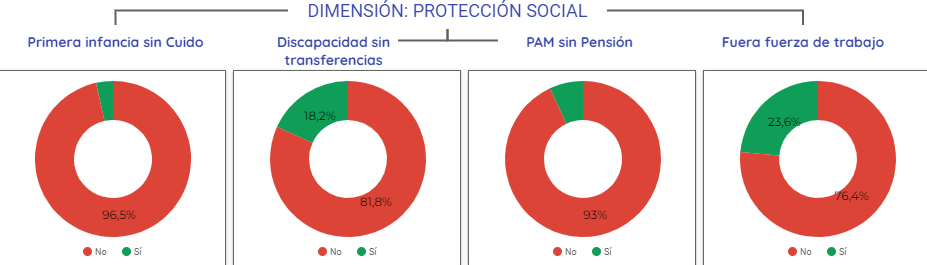 DIMENSIÓN: PROTECCIÓN SOCIAL
Primera infancia sin Cuido
Discapacidad sin
transferencias
PAM sin Pensión
Fuera fuerza de trabajo
96,5%
No Sí
18,2%
81,8%
No Sí
93%
No Sí
23,6%
76,4%
No Sí